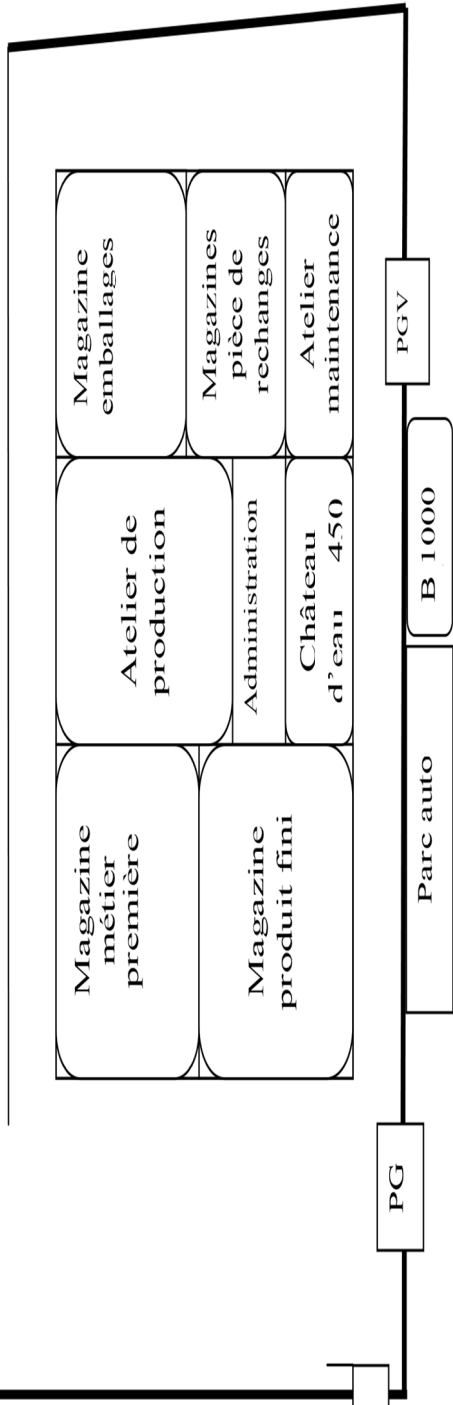 Magazine
métier
première
Atelier de
production
Magazine
emballages
Magazine
produit fini
Administration
Magazines
pièce de
rechanges
Château
d’eau 450
Atelier
maintenance
PG
Parc auto
B 1000
PGV